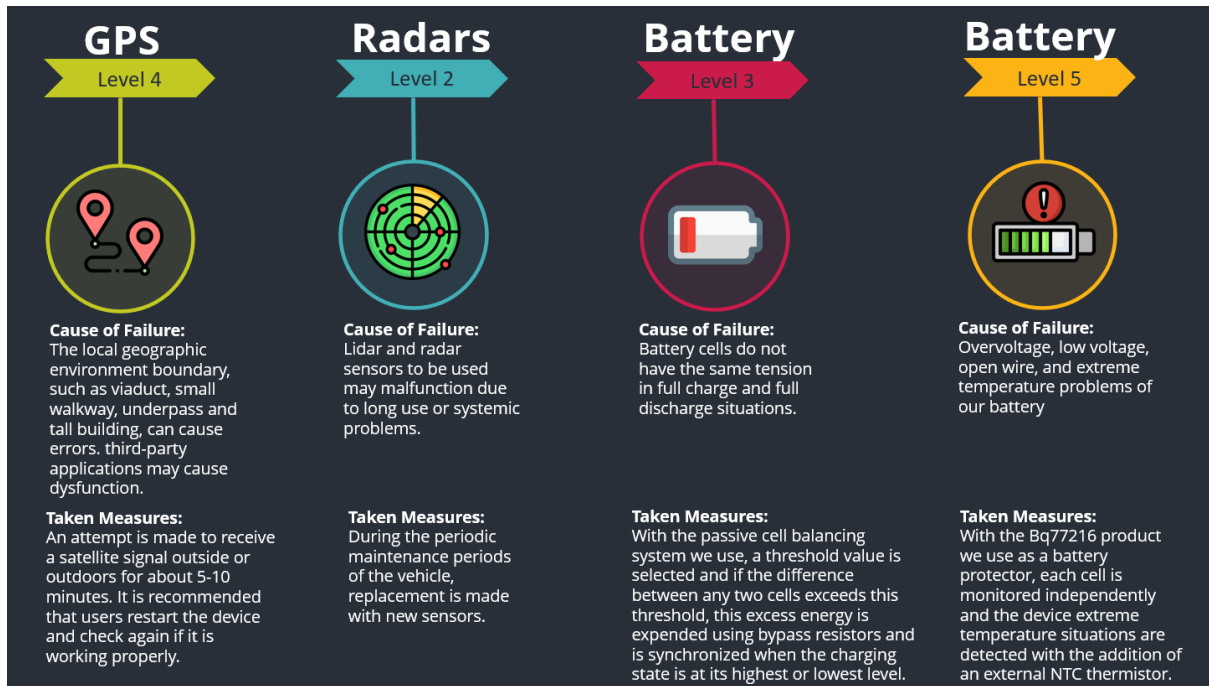 GPS
Level 4
Cause of Failure:
The local geographic
environment boundary,
such as viaduct, small
walkway, underpass and
tall building, can cause
errors. third-party
applications may cause
dysfunction.
Taken Measures:
An attempt is made to receive
a satellite signal outside or
outdoors for about 5-10
minutes. It is recommended
that users restart the device
and check again if it is
working properly.
Radars
Level 2
Cause of Failure:
Lidar and radar
sensors to be used
may malfunction due
to long use or systemic
problems.
Taken Measures:
During the periodic
maintenance periods
of the vehicle,
replacement is made
with new sensors.
Battery
Level 3
Cause of Failure:
Battery cells do not
have the same tension
in full charge and full
discharge situations.
Taken Measures:
With the passive cell balancing
system we use, a threshold value is
selected and if the difference
between any two cells exceeds this
threshold, this excess energy is
expended using bypass resistors and
is synchronized when the charging
state is at its highest or lowest level.
Battery
Level 5
Cause of Failure:
Overvoltage, low voltage,
open wire, and extreme
temperature problems of
our battery
Taken Measures:
With the Bq77216 product
we use as a battery
protector, each cell is
monitored independently
and the device extreme
temperature situations are
detected with the addition of
an external NTC thermistor.